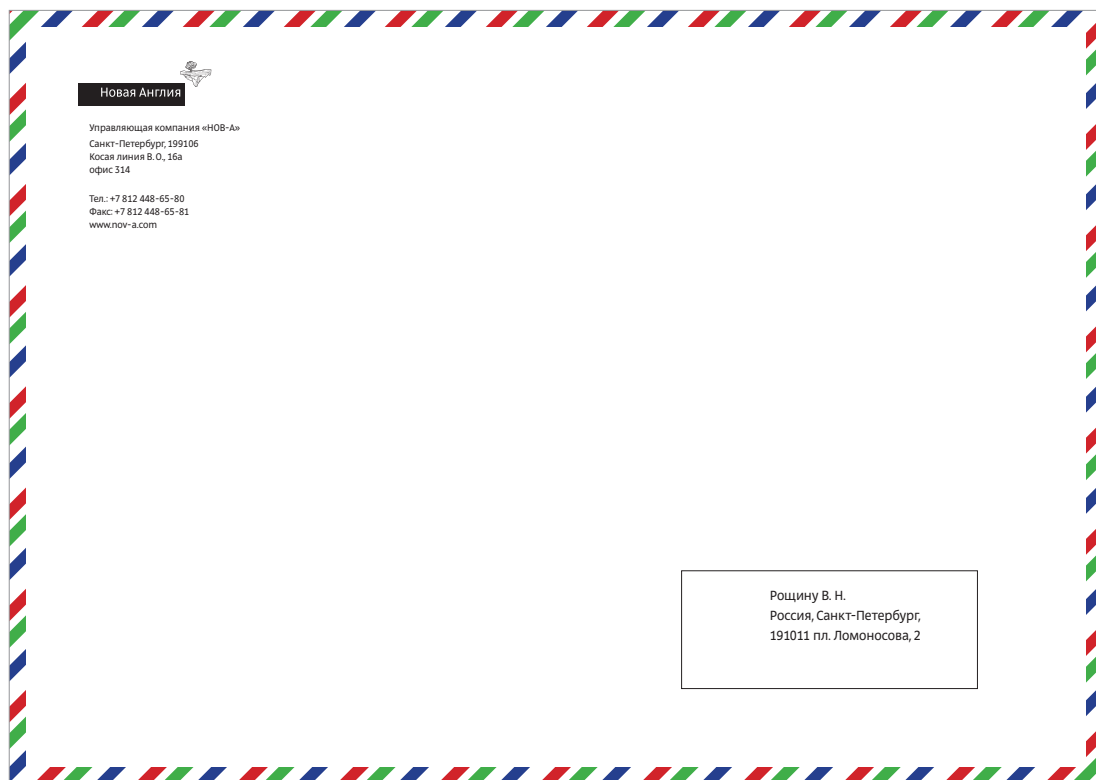 Новая Англия
Управляющая компания «НОВ-А»
Санкт-Петербург, 199106
Косая линия В. О., 16а
офис 314
Тел.: +7 812 448-65-80
Факс: +7 812 448-65-81
www.nov-a.com
Рощину В. Н.
Россия, Санкт-Петербург,
191011 пл. Ломоносова, 2